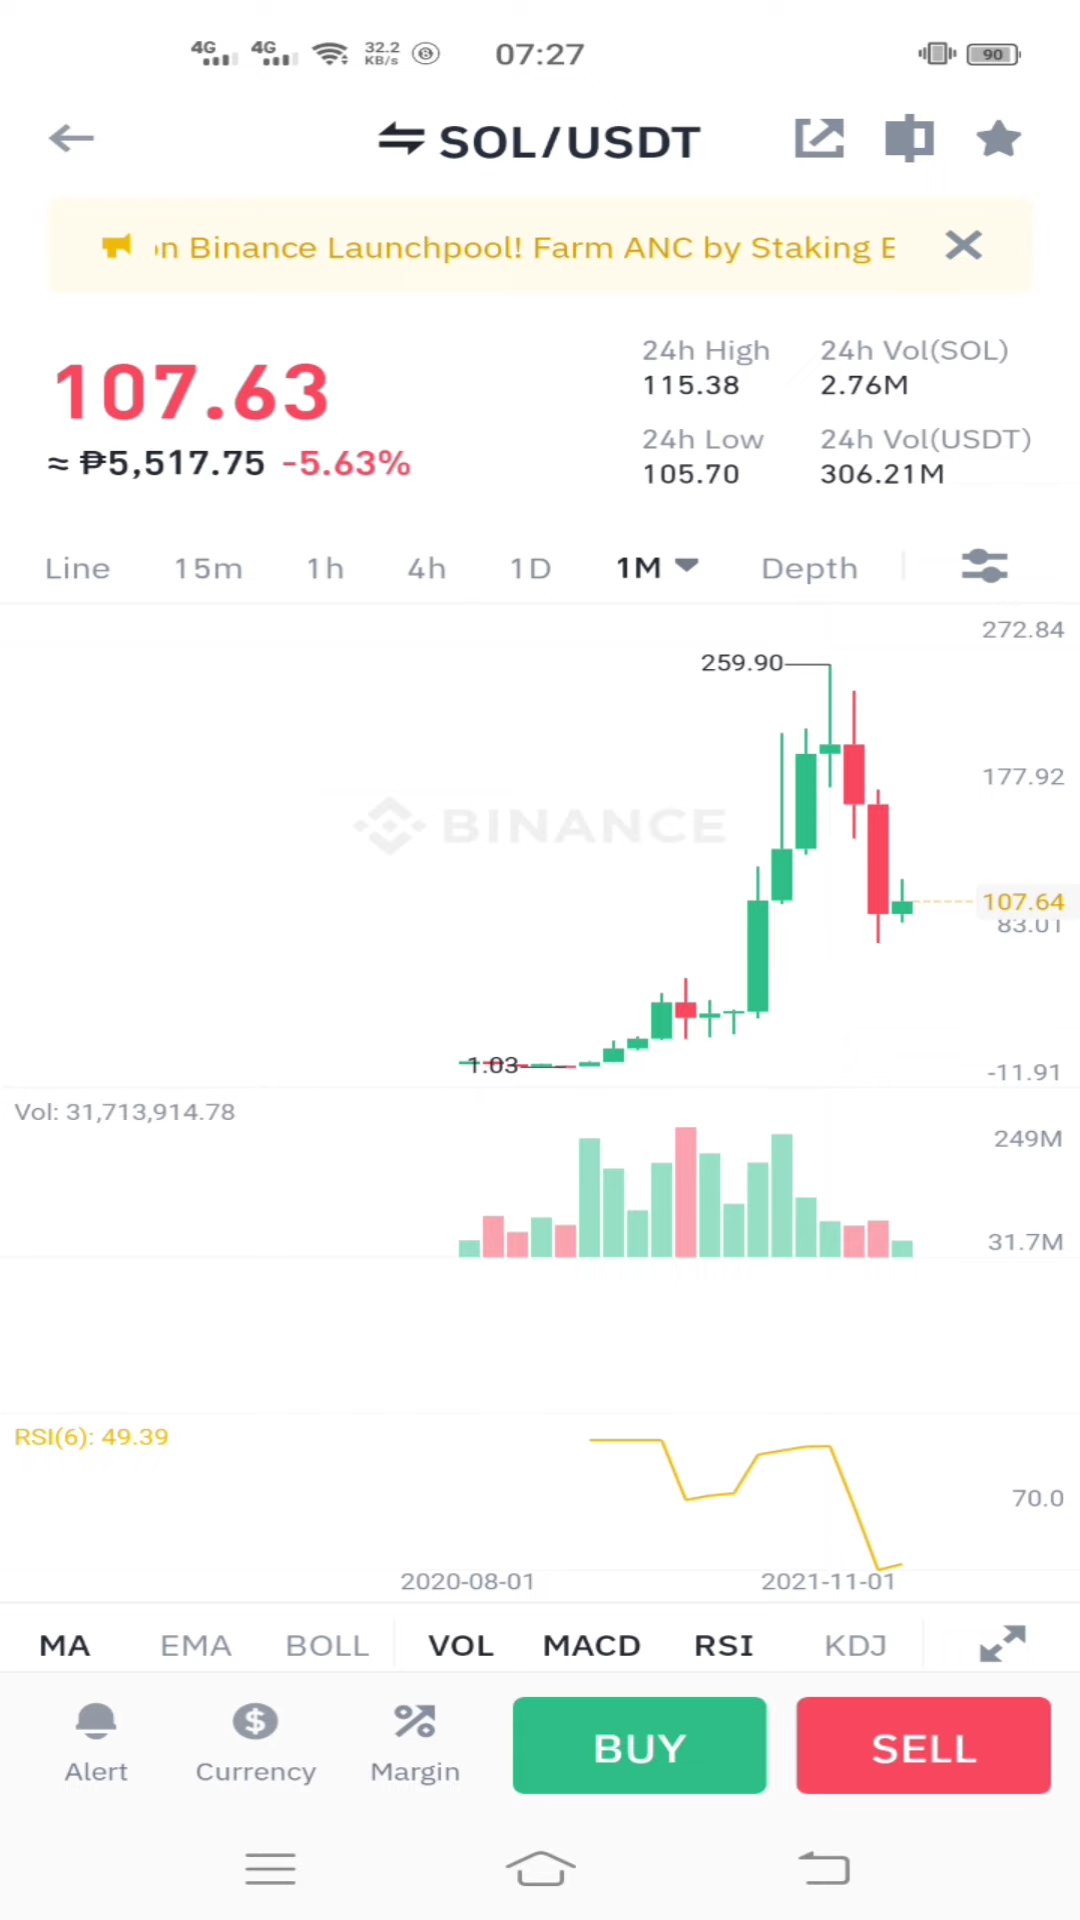 4G 4G 32.2 KB/s 8 07:27 90
SOL/USDT
n Binance Launchpool! Farm ANC by Staking
107.63
≈ ₱5,517.75 -5.63%
24h High
115.38
24h Vol(SOL)
2.76M
24h Low
105.70
24h Vol(USDT)
306.21M
Line 15m 1h 4h 1D 1M Depth
272.84
259.90
177.92
BINANCE
107.64
83.01
1.03
-11.91
Vol: 31,713,914.78
249M
31.7M
RSI(6): 49.39
70.0
2020-08-01 2021-11-01
MA EMA BOLL VOL MACD RSI KDJ
Alert Currency Margin BUY SELL